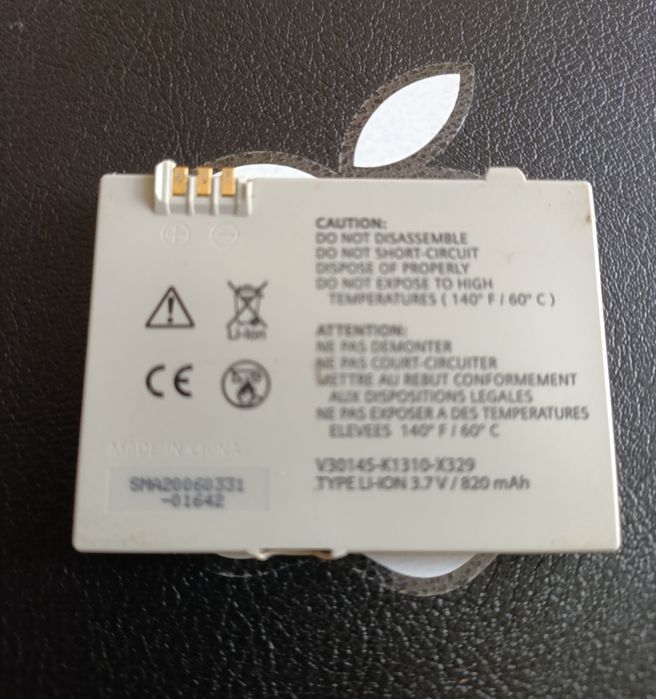 CAUTION:
DO NOT DISASSEMBLE
DO NOT SHORT-CIRCUIT
DISPOSE OF PROPERLY
DO NOT EXPOSE TO HIGH
TEMPERATURES ( 140° F / 60° C )
ATTENTION:
NE PAS DEMONTER
NE PAS COURT-CIRCUITER
METTRE AU REBUT CONFORMEMENT
AUX DISPOSITIONS LEGALES
NE PAS EXPOSER A DES TEMPERATURES
ELEVEES 140° F / 60° C
V30145-K1310-X329
TYPE LI-ION 3.7 V / 820 mAh
Li-Ion
CE
MADE IN CHINA
SMA20060331
-01642